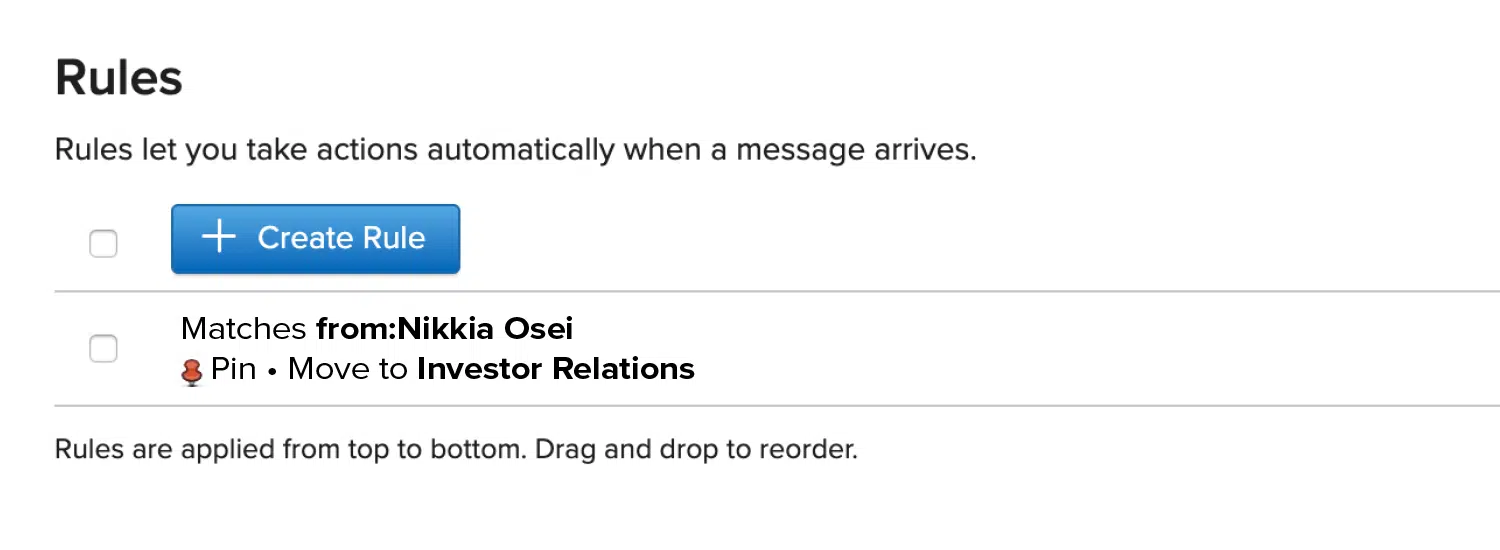 Rules
Rules let you take actions automatically when a message arrives.
Create Rule
Matches from:Nikkia Osei
Pin • Move to Investor Relations
Rules are applied from top to bottom. Drag and drop to reorder.